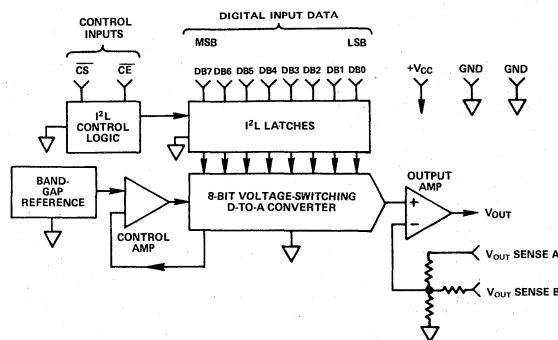 CONTROL
INPUTS
DIGITAL INPUT DATA
MSB
LSB
CS
CE
DB7 DB6 DB5 DB4 DB3 DB2 DB1 DB0
+VCC
GND
GND
I²L
CONTROL
LOGIC
I²L LATCHES
BAND-
GAP
REFERENCE
CONTROL
AMP
8-BIT VOLTAGE-SWITCHING
D-TO-A CONVERTER
OUTPUT
AMP
+
−
VOUT
VOUT SENSE A
VOUT SENSE B